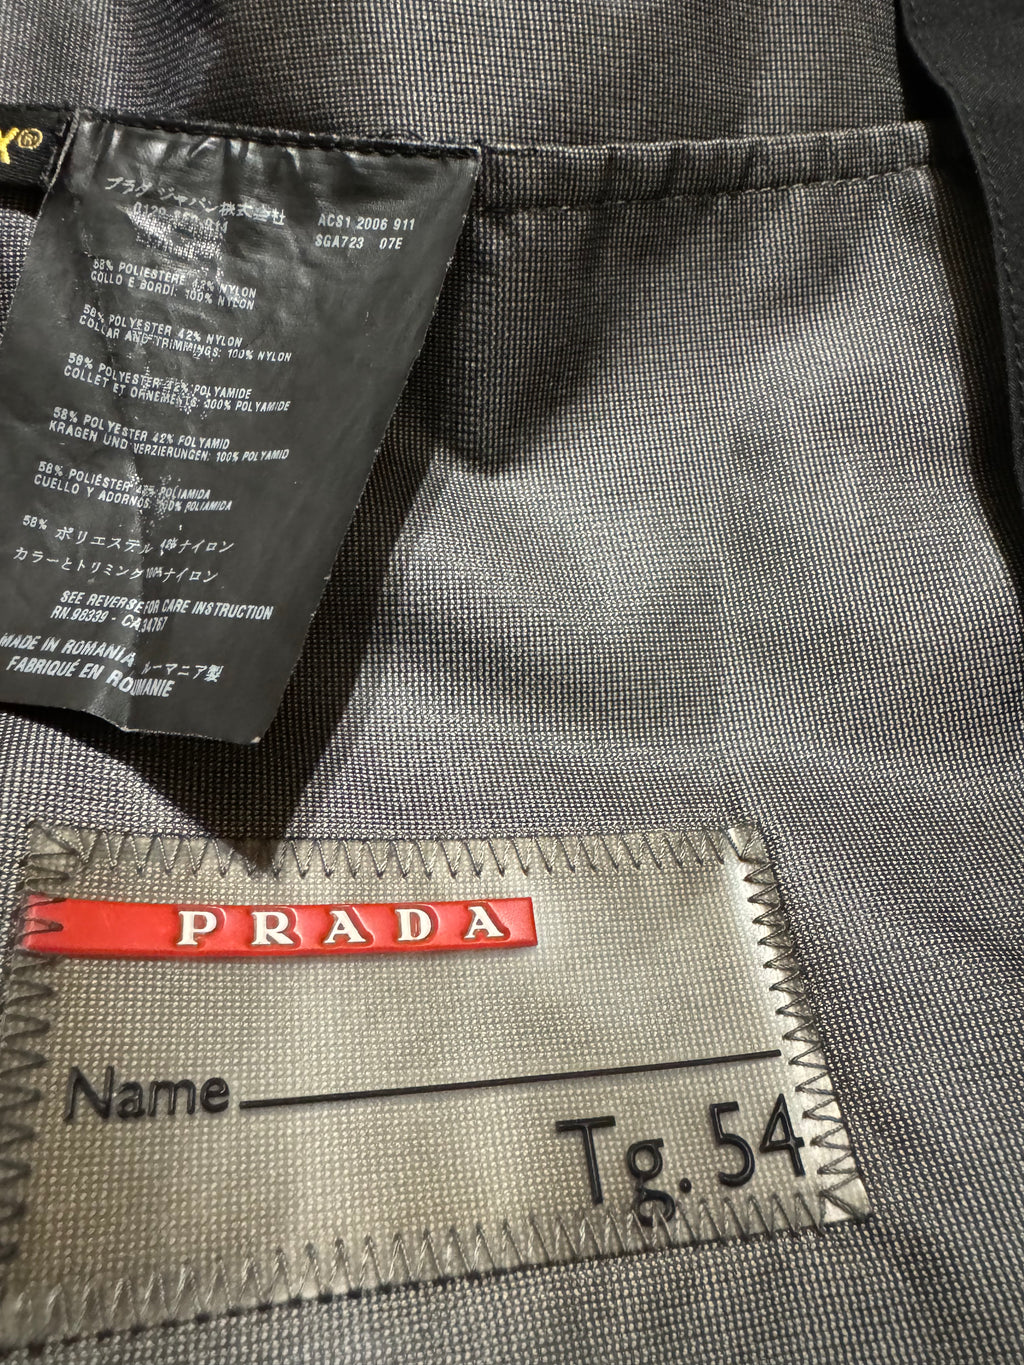 X®
プラダ ジャパン株式会社
ACS1 2006 911
SGA723 07E
58% POLIESTERE 42% NYLON
COLLO E BORDI: 100% NYLON
58% POLYESTER 42% NYLON
COLLAR AND TRIMMINGS: 100% NYLON
58% POLYESTER 42% POLYAMIDE
COLLET ET ORNEMENTS: 100% POLYAMIDE
58% POLYESTER 42% POLYAMID
KRAGEN UND VERZIERUNGEN: 100% POLYAMID
58% POLIÉSTER 42% POLIAMIDA
CUELLO Y ADORNOS: 100% POLIAMIDA
58% ポリエステル 42% ナイロン
カラーとトリミング 100% ナイロン
SEE REVERSE FOR CARE INSTRUCTION
RN.98339 - CA 34767
MADE IN ROMANIA ルーマニア製
FABRIQUÉ EN ROUMANIE
PRADA
Name
Tg. 54